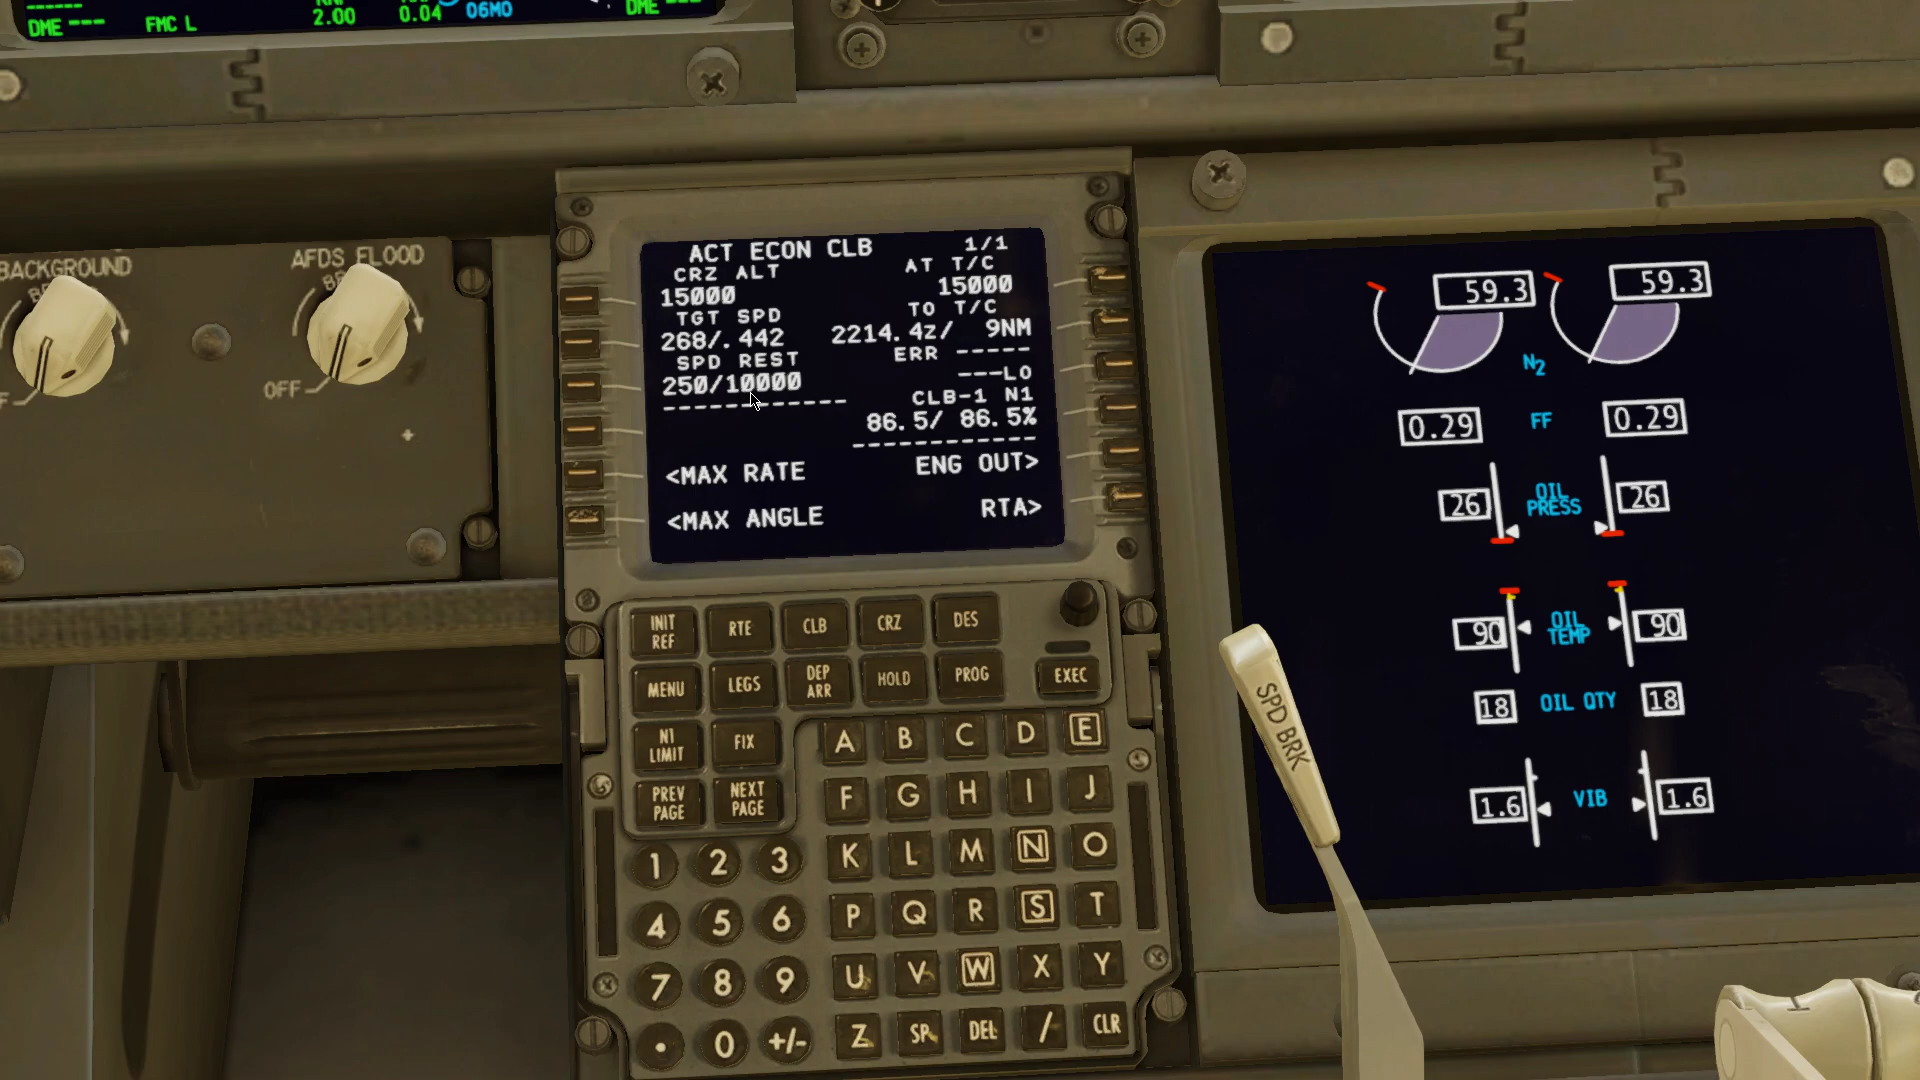 DME --- FMC L 2.00 0.04 06MO DME ---
BACKGROUND
AFDS FLOOD
OFF
ACT ECON CLB 1/1
CRZ ALT AT T/C
15000 15000
TGT SPD TO T/C
268/.442 2214.4z/ 9NM
SPD REST ERR -----
250/10000 ---LO
------------ CLB-1 N1
86.5/ 86.5%
------------
<MAX RATE ENG OUT>
<MAX ANGLE RTA>
INIT REF RTE CLB CRZ DES
MENU LEGS DEP ARR HOLD PROG EXEC
N1 LIMIT FIX
PREV PAGE NEXT PAGE
A B C D E
F G H I J
K L M N O
P Q R S T
U V W X Y
Z SP DEL / CLR
1 2 3
4 5 6
7 8 9
. 0 +/-
59.3 N2 59.3
0.29 FF 0.29
26 OIL PRESS 26
90 OIL TEMP 90
18 OIL QTY 18
1.6 VIB 1.6
SPD BRK